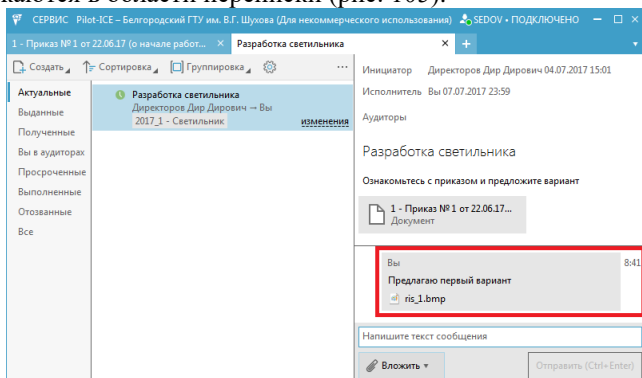 каются в области переписки (рис. 105).
СЕРВИС Pilot-ICE – Белгородский ГТУ им. В.Г. Шухова (Для некоммерческого использования) SEDOV • ПОДКЛЮЧЕНО
1 - Приказ № 1 от 22.06.17 (о начале работ... × Разработка светильника × +
Создать Сортировка Группировка ...
Актуальные
Выданные
Полученные
Вы в аудиторах
Просроченные
Выполненные
Отозванные
Все
Разработка светильника
Директоров Дир Дирович → Вы
2017_1 - Светильник изменения
Инициатор Директоров Дир Дирович 04.07.2017 15:01
Исполнитель Вы 07.07.2017 23:59
Аудиторы
Разработка светильника
Ознакомьтесь с приказом и предложите вариант
1 - Приказ № 1 от 22.06.17...
Документ
Вы 8:41
Предлагаю первый вариант
ris_1.bmp
Напишите текст сообщения
Вложить Отправить (Ctrl+Enter)